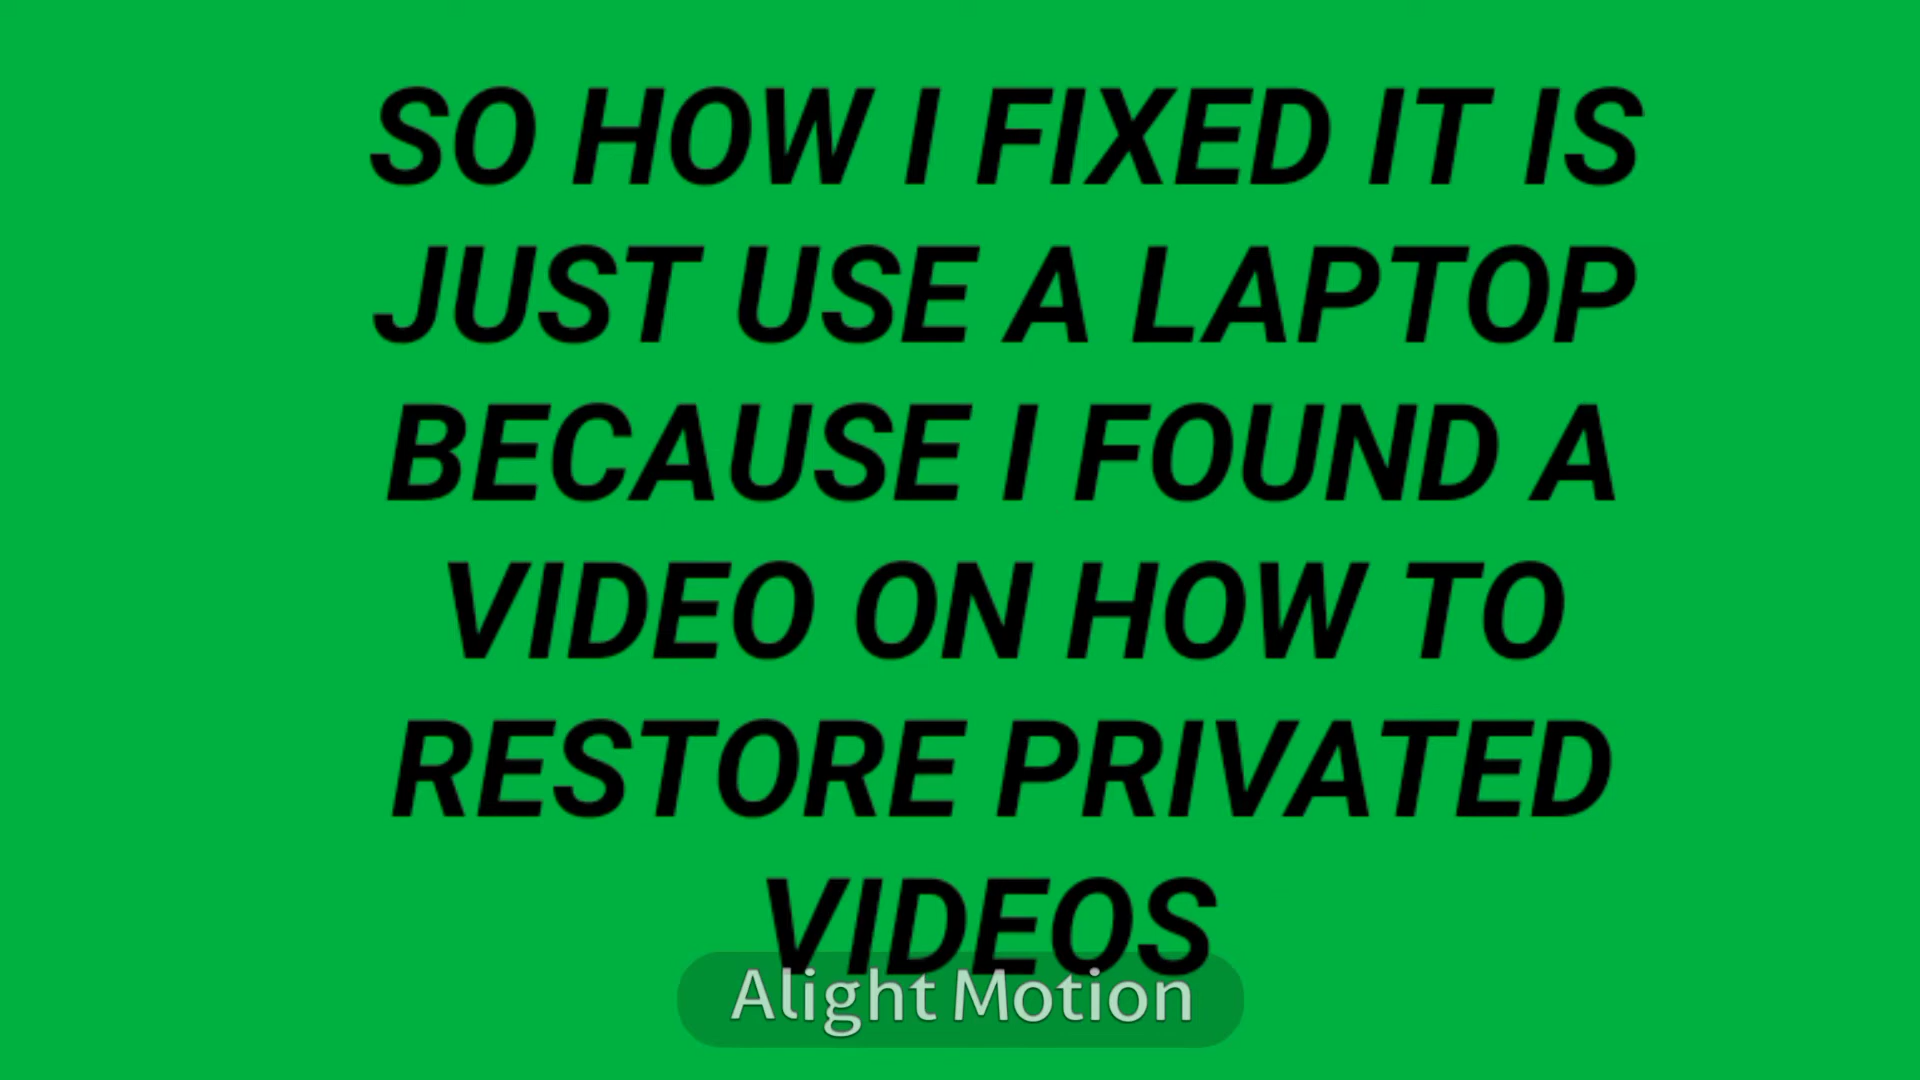 SO HOW I FIXED IT IS
JUST USE A LAPTOP
BECAUSE I FOUND A
VIDEO ON HOW TO
RESTORE PRIVATED
VIDEOS
Alight Motion